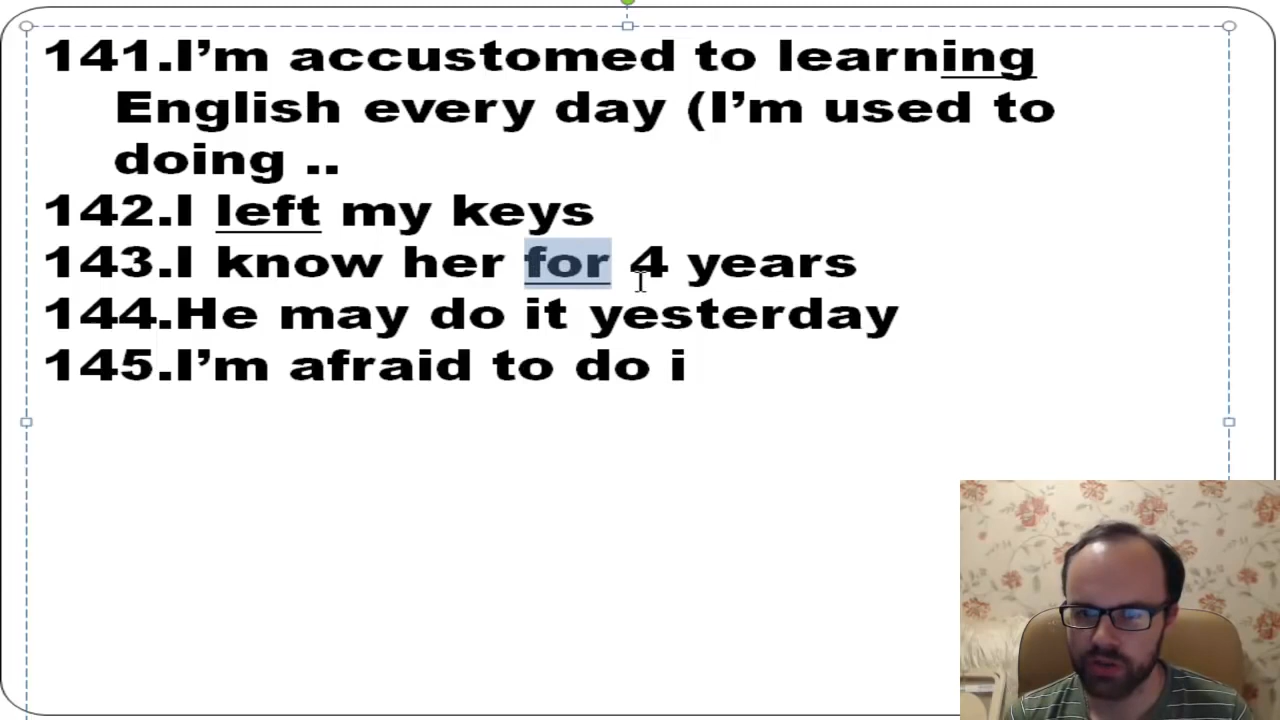 141.I’m accustomed to learning
English every day (I’m used to
doing ..
142.I left my keys
143.I know her for 4 years
144.He may do it yesterday
145.I’m afraid to do i